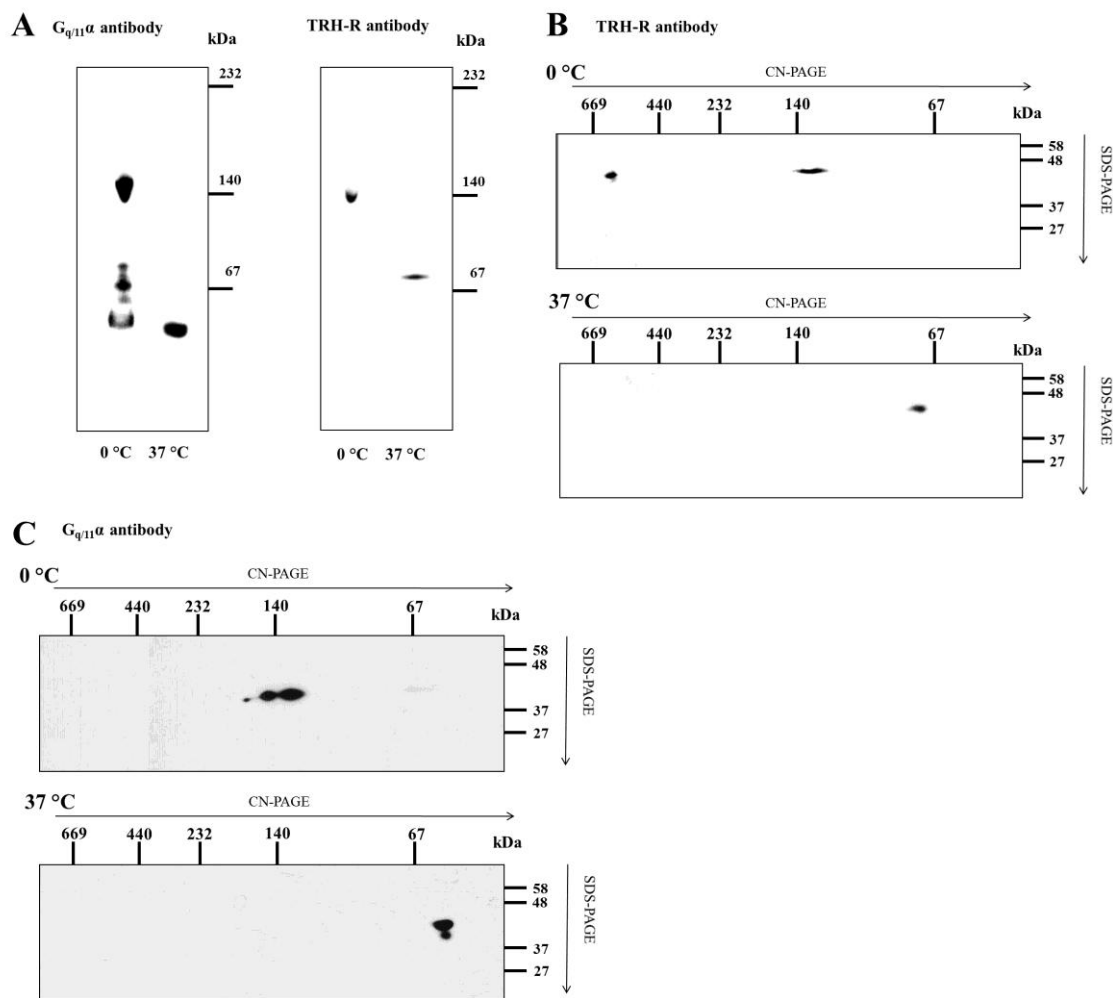 A G_q/11α antibody TRH-R antibody
kDa kDa
232 232
140 140
67 67
0 °C 37 °C 0 °C 37 °C
B TRH-R antibody
0 °C CN-PAGE
669 440 232 140 67
kDa
58
48
37
27
SDS-PAGE
37 °C CN-PAGE
669 440 232 140 67
kDa
58
48
37
27
SDS-PAGE
C G_q/11α antibody
0 °C CN-PAGE
669 440 232 140 67
kDa
58
48
37
27
SDS-PAGE
37 °C CN-PAGE
669 440 232 140 67
kDa
58
48
37
27
SDS-PAGE